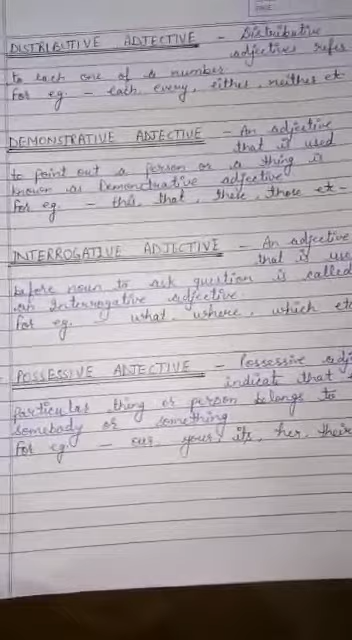 DATE
DISTRIBUTIVE ADJECTIVE - Distributive
adjectives refer
to each one of a number.
For eg. - each, every, either, neither etc
DEMONSTRATIVE ADJECTIVE - An adjective
that is used
to point out a person or a thing is
known as Demonstrative adjective
For eg. - this, that, these, those etc-
INTERROGATIVE ADJECTIVE - An adjective
that is
before noun to ask question is called
an Interrogative adjective.
For eg. - what, where, which etc
POSSESSIVE ADJECTIVE - Possessive
indicate that
particular thing or person belongs to
somebody or something
For eg - our, your, its, her, their